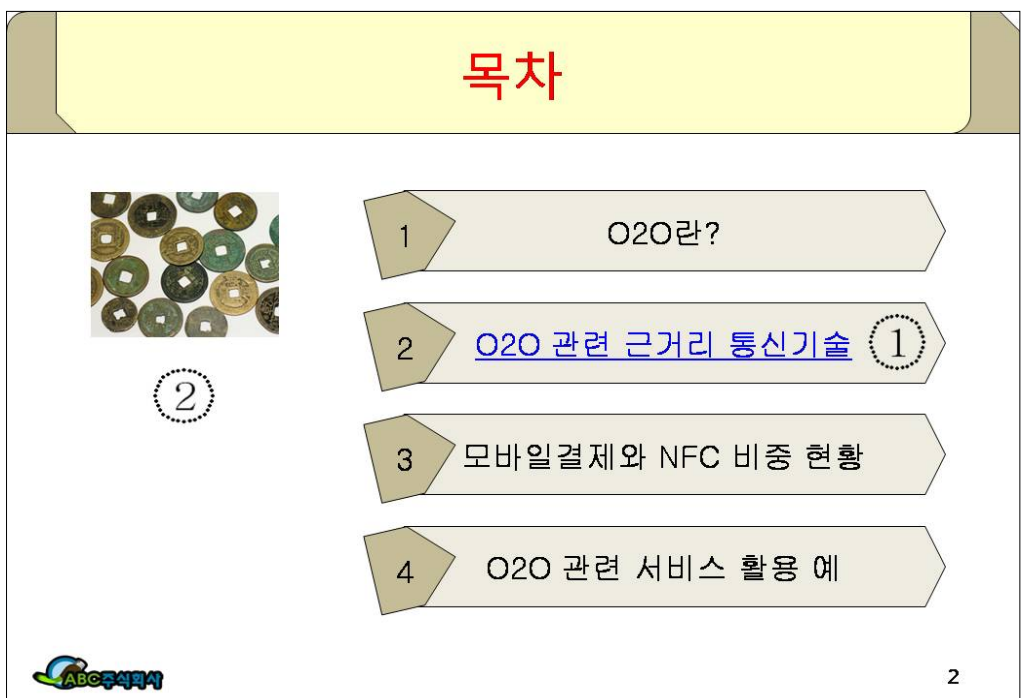 목차
1 O2O란?
2 O2O 관련 근거리 통신기술 ①
②
3 모바일결제와 NFC 비중 현황
4 O2O 관련 서비스 활용 예
ABC주식회사
2